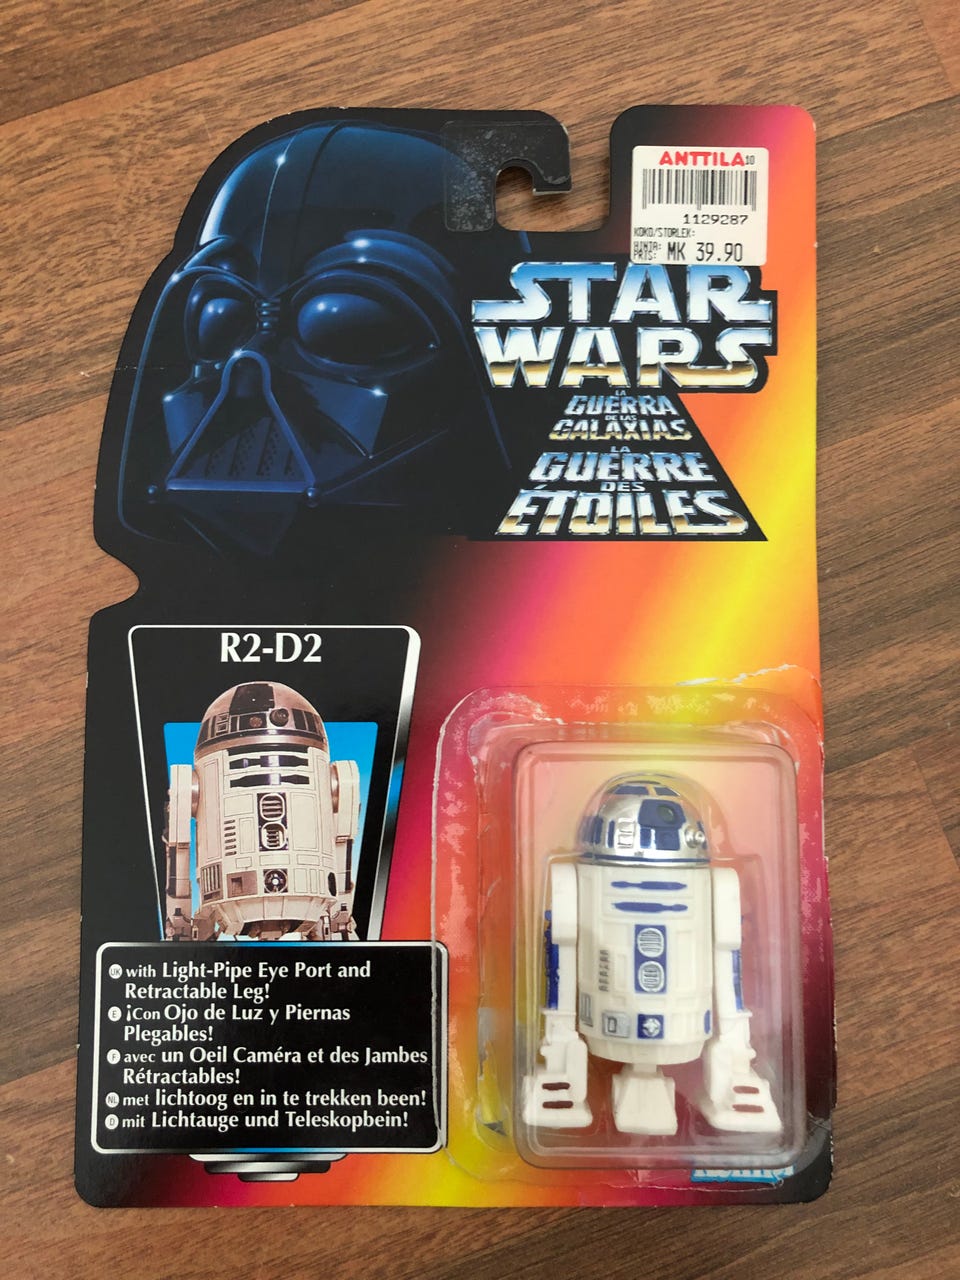 ANTTILA 10
1129287
KOKO/STORLEK:
HINTA:
PRIS: MK 39.90
STAR
WARS
LA
GUERRA
DE LAS
GALAXIAS
LA
GUERRE
DES
ETOILES
R2-D2
UK with Light-Pipe Eye Port and
Retractable Leg!
E ¡Con Ojo de Luz y Piernas
Plegables!
F avec un Oeil Caméra et des Jambes
Rétractables!
NL met lichtoog en in te trekken been!
D mit Lichtauge und Teleskopbein!